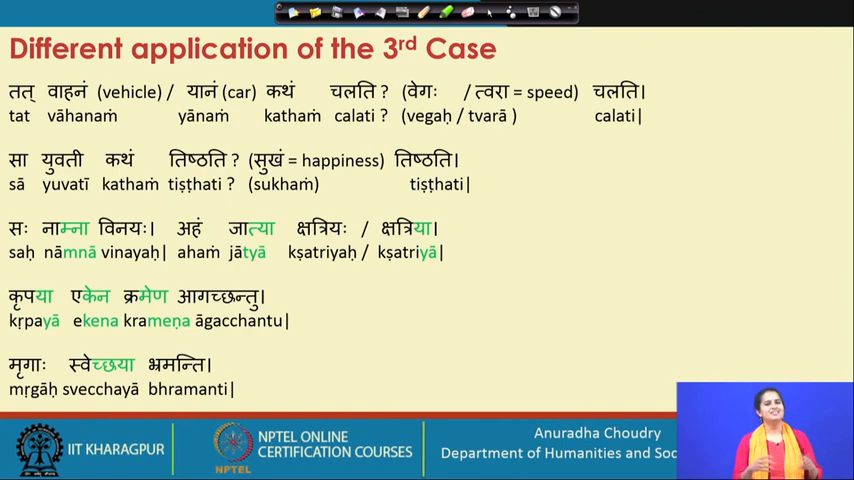 Different application of the 3rd Case
तत् वाहनं (vehicle) / यानं (car) कथं चलति ? (वेगः / त्वरा = speed) चलति।
tat vāhanaṁ yānaṁ kathaṁ calati ? (vegaḥ / tvarā ) calati|
सा युवती कथं तिष्ठति ? (सुखं = happiness) तिष्ठति।
sā yuvatī kathaṁ tiṣṭhati ? (sukhaṁ) tiṣṭhati|
सः नाम्ना विनयः। अहं जात्या क्षत्रियः / क्षत्रिया।
saḥ nāmnā vinayaḥ| ahaṁ jātyā kṣatriyaḥ / kṣatriyā|
कृपया एकेन क्रमेण आगच्छन्तु।
kṛpayā ekena krameṇa āgacchantu|
मृगाः स्वेच्छया भ्रमन्ति।
mṛgāḥ svecchayā bhramanti|
IIT KHARAGPUR
NPTEL
NPTEL ONLINE
CERTIFICATION COURSES
Anuradha Choudry
Department of Humanities and Soc